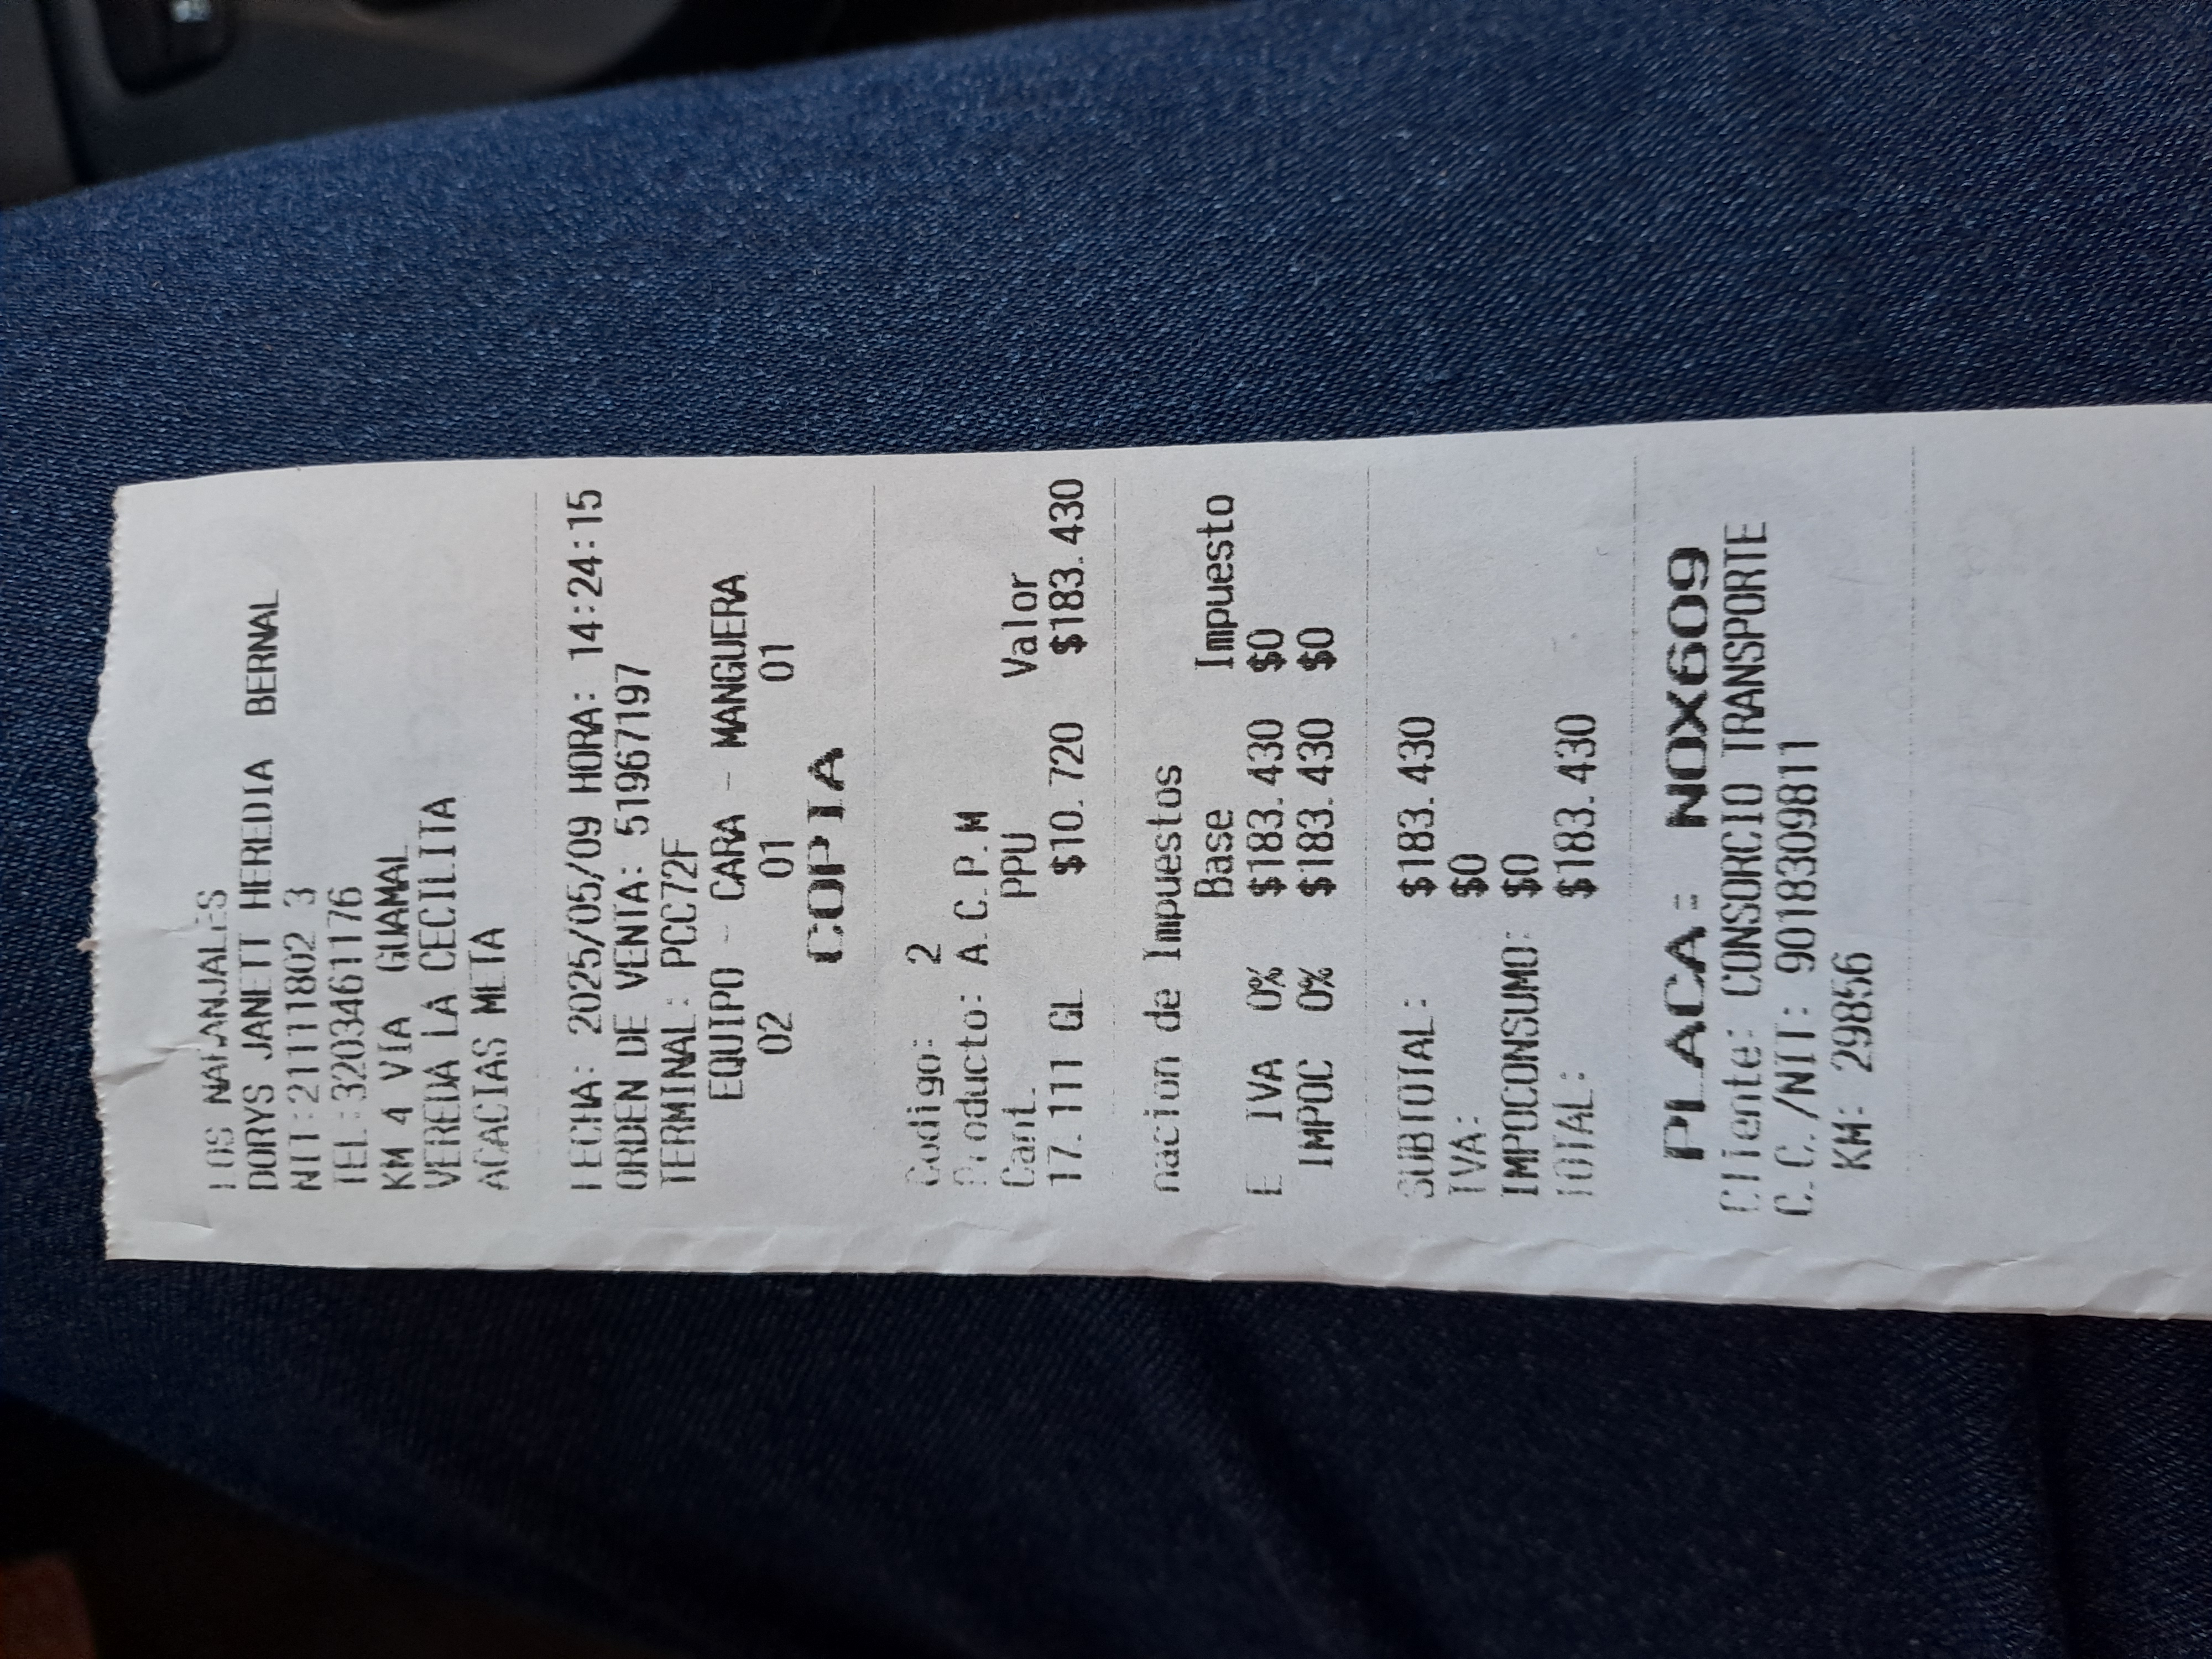 LOS NARANJALES
DORYS JANETT HEREDIA BERNAL
NIT:21111802 3
TEL:3203461176
KM 4 VIA GUAMAL
VEREDA LA CECILITA
ACACIAS META
FECHA: 2025/05/09 HORA: 14:24:15
ORDEN DE VENTA: 51967197
TERMINAL: PCC72F
EQUIPO - CARA - MANGUERA
02 01 01
COPIA
Codigo: 2
Producto: A.C.P.M
Cant. PPU Valor
17.111 GL $10.720 $183.430
nacion de Impuestos
Base Impuesto
E IVA 0% $183.430 $0
IMPOC 0% $183.430 $0
SUBTOTAL: $183.430
IVA: $0
IMPOCONSUMO: $0
TOTAL: $183.430
PLACA: NOX609
Cliente: CONSORCIO TRANSPORTE
C.C./NIT: 9018309811
KM: 29856